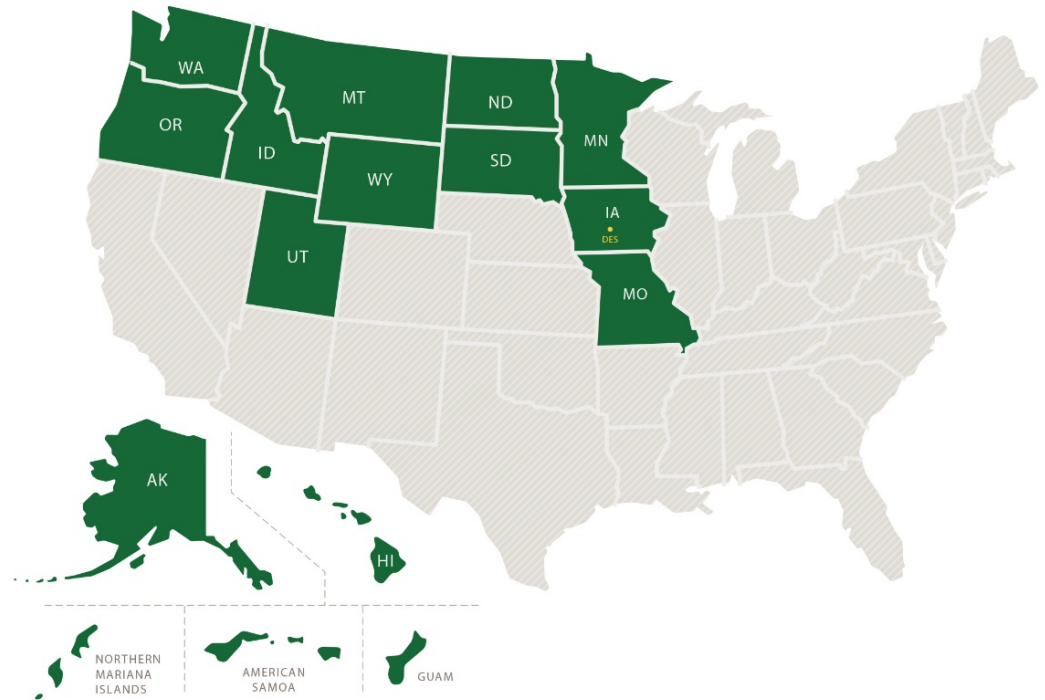 WA
MT
ND
MN
OR
ID
SD
WY
IA
DES
UT
MO
AK
HI
NORTHERN
MARIANA
ISLANDS
AMERICAN
SAMOA
GUAM